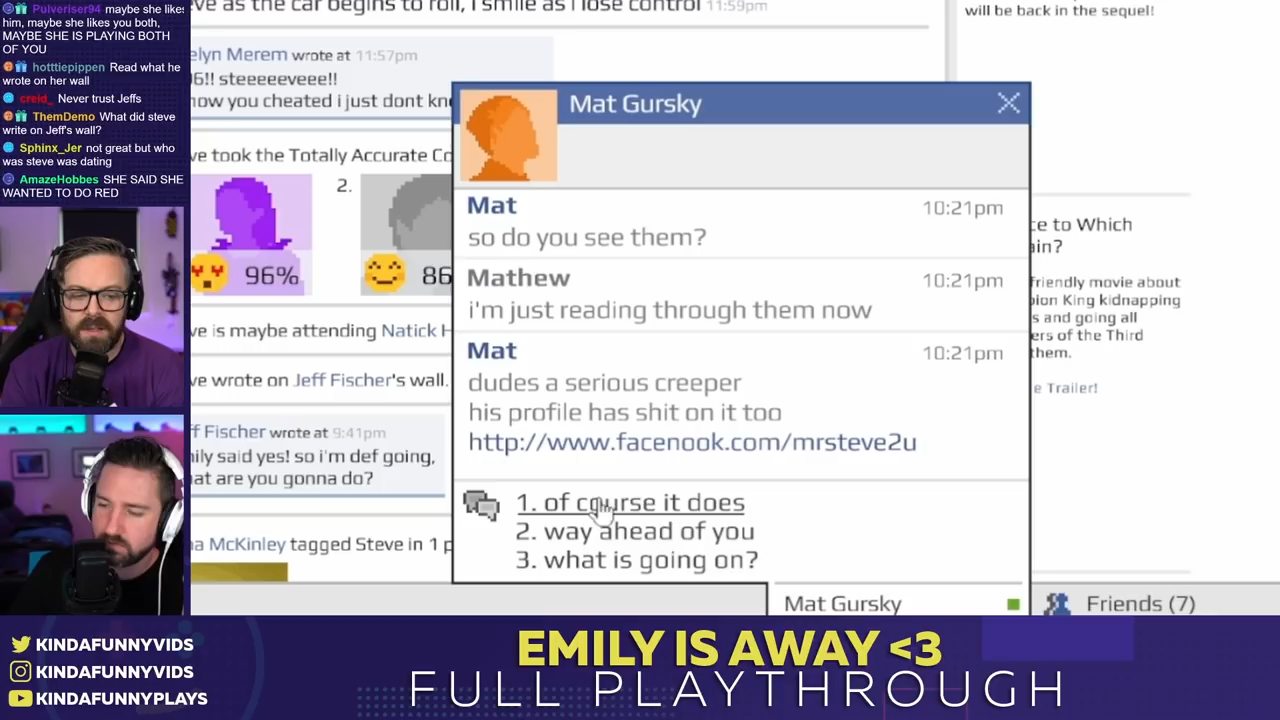 Pulveriser94 maybe she likes
him, maybe she likes you both,
MAYBE SHE IS PLAYING BOTH
OF YOU
hotttiepippen Read what he
wrote on her wall
creid_ Never trust Jeffs
ThemDemo What did steve
write on Jeff's wall?
Sphinx_Jer not great but who
was steve was dating
AmazeHobbes SHE SAID SHE
WANTED TO DO RED
ve as the car begins to roll, i smile as i lose control 11:59pm
will be back in the sequel!
elyn Merem wrote at 11:57pm
6!! steeeeeveee!!
now you cheated i just dont kn
ve took the Totally Accurate Co
2.
96%
86
ve is maybe attending Natick H
ve wrote on Jeff Fischer's wall.
ff Fischer wrote at 9:41pm
nily said yes! so i'm def going,
hat are you gonna do?
na McKinley tagged Steve in 1 p
Mat Gursky
Mat 10:21pm
so do you see them?
Mathew 10:21pm
i'm just reading through them now
Mat 10:21pm
dudes a serious creeper
his profile has shit on it too
http://www.facenook.com/mrsteve2u
1. of course it does
2. way ahead of you
3. what is going on?
ce to Which
ain?
friendly movie about
pion King kidnapping
s and going all
ers of the Third
them.
e Trailer!
Mat Gursky
Friends (7)
KINDAFUNNYVIDS
KINDAFUNNYVIDS
KINDAFUNNYPLAYS
EMILY IS AWAY <3
FULL PLAYTHROUGH